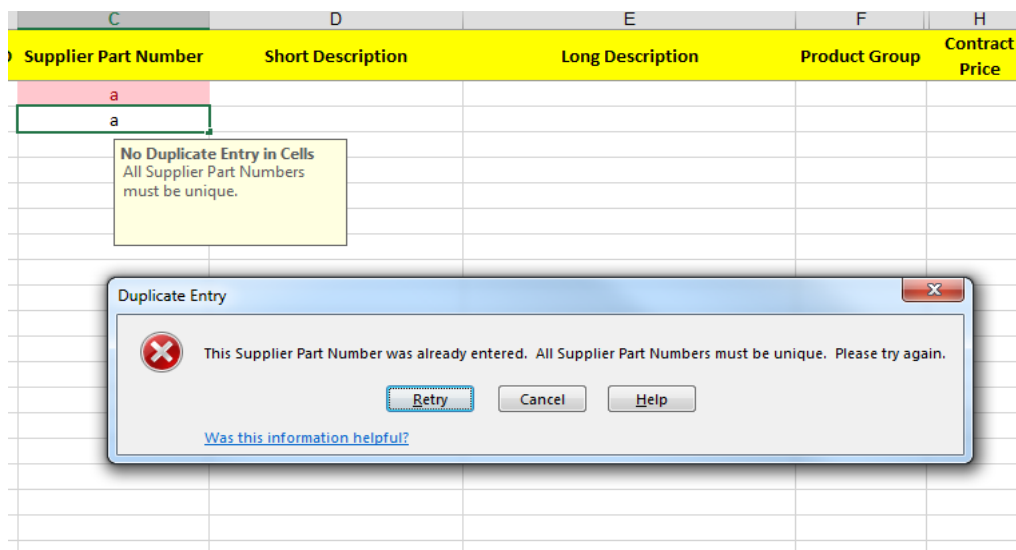 C D E F H
Supplier Part Number Short Description Long Description Product Group Contract Price
a
a
No Duplicate Entry in Cells
All Supplier Part Numbers
must be unique.
Duplicate Entry
This Supplier Part Number was already entered. All Supplier Part Numbers must be unique. Please try again.
Retry Cancel Help
Was this information helpful?